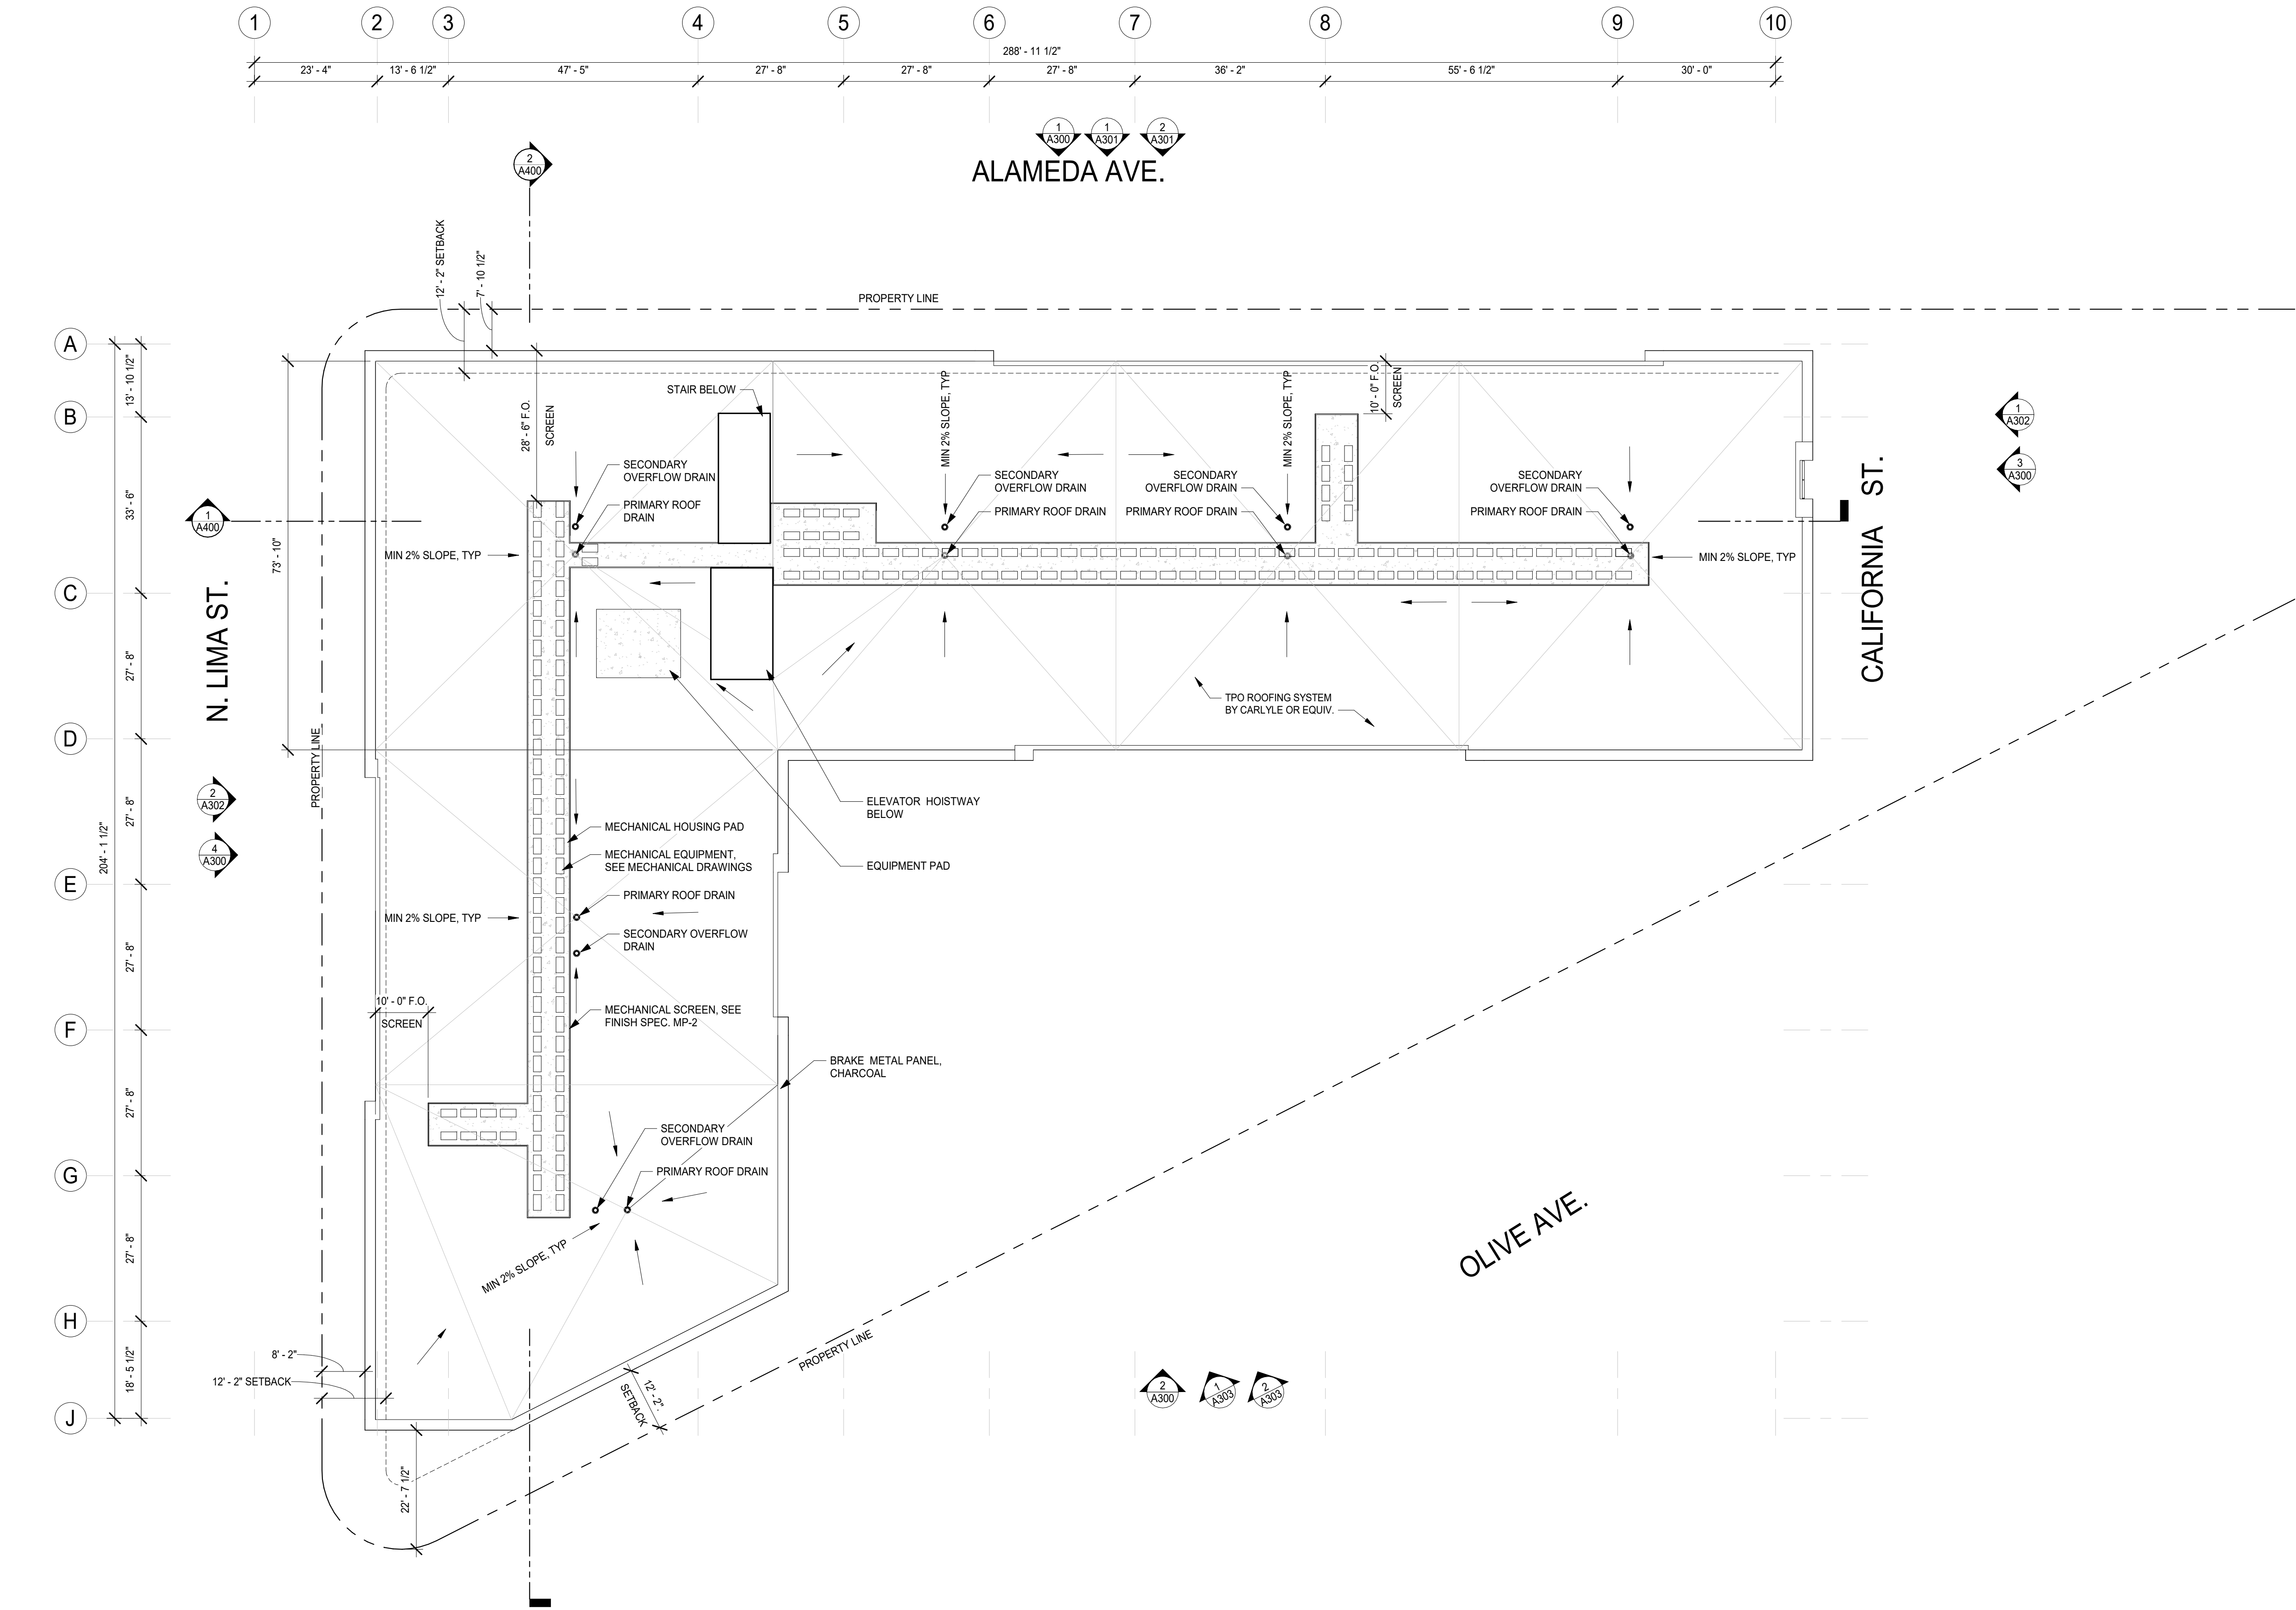 1 2 3 4 5 6 7 8 9 10
288' - 11 1/2"
23' - 4" 13' - 6 1/2" 47' - 5" 27' - 8" 27' - 8" 27' - 8" 36' - 2" 55' - 6 1/2" 30' - 0"
1
A300
1
A301
2
A301
ALAMEDA AVE.
2
A400
12' - 2" SETBACK
7' - 10 1/2"
PROPERTY LINE
A
B
C
D
E
F
G
H
J
13' - 10 1/2"
33' - 6"
27' - 8"
27' - 8"
27' - 8"
27' - 8"
27' - 8"
18' - 5 1/2"
204' - 1 1/2"
73' - 10"
1
A400
N. LIMA ST.
PROPERTY LINE
2
A302
4
A300
28' - 6" F.O.
SCREEN
STAIR BELOW
SECONDARY
OVERFLOW DRAIN
PRIMARY ROOF
DRAIN
MIN 2% SLOPE, TYP
MIN 2% SLOPE, TYP
SECONDARY
OVERFLOW DRAIN
PRIMARY ROOF DRAIN
MIN 2% SLOPE, TYP
SECONDARY
OVERFLOW DRAIN
PRIMARY ROOF DRAIN
10' - 0" F.O.
SCREEN
SECONDARY
OVERFLOW DRAIN
PRIMARY ROOF DRAIN
MIN 2% SLOPE, TYP
1
A302
3
A300
CALIFORNIA ST.
TPO ROOFING SYSTEM
BY CARLYLE OR EQUIV.
ELEVATOR HOISTWAY
BELOW
EQUIPMENT PAD
MECHANICAL HOUSING PAD
MECHANICAL EQUIPMENT,
SEE MECHANICAL DRAWINGS
PRIMARY ROOF DRAIN
MIN 2% SLOPE, TYP
SECONDARY OVERFLOW
DRAIN
10' - 0" F.O.
SCREEN
MECHANICAL SCREEN, SEE
FINISH SPEC. MP-2
BRAKE METAL PANEL,
CHARCOAL
SECONDARY
OVERFLOW DRAIN
PRIMARY ROOF DRAIN
MIN 2% SLOPE, TYP
OLIVE AVE.
PROPERTY LINE
8' - 2"
12' - 2" SETBACK
12' - 2"
SETBACK
22' - 7 1/2"
2
A300
1
A303
2
A303